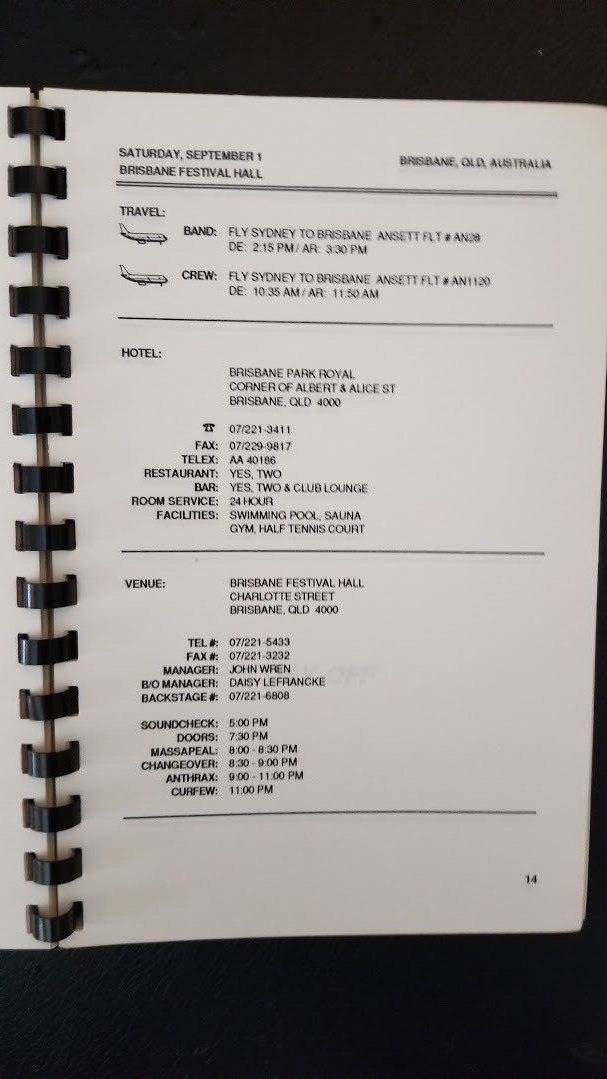 SATURDAY, SEPTEMBER 1
BRISBANE, QLD, AUSTRALIA
BRISBANE FESTIVAL HALL
TRAVEL:
BAND: FLY SYDNEY TO BRISBANE ANSETT FLT # AN28
DE: 2:15 PM / AR: 3:30 PM
CREW: FLY SYDNEY TO BRISBANE ANSETT FLT # AN1120
DE: 10:35 AM / AR: 11:50 AM
HOTEL:
BRISBANE PARK ROYAL
CORNER OF ALBERT & ALICE ST
BRISBANE, QLD 4000
☎ 07/221-3411
FAX: 07/229-9817
TELEX: AA 40186
RESTAURANT: YES, TWO
BAR: YES, TWO & CLUB LOUNGE
ROOM SERVICE: 24 HOUR
FACILITIES: SWIMMING POOL, SAUNA
GYM, HALF TENNIS COURT
VENUE: BRISBANE FESTIVAL HALL
CHARLOTTE STREET
BRISBANE, QLD 4000
TEL #: 07/221-5433
FAX #: 07/221-3232
MANAGER: JOHN WREN
B/O MANAGER: DAISY LEFRANCKE
BACKSTAGE #: 07/221-6808
SOUNDCHECK: 5:00 PM
DOORS: 7:30 PM
MASSAPEAL: 8:00 - 8:30 PM
CHANGEOVER: 8:30 - 9:00 PM
ANTHRAX: 9:00 - 11:00 PM
CURFEW: 11:00 PM
14